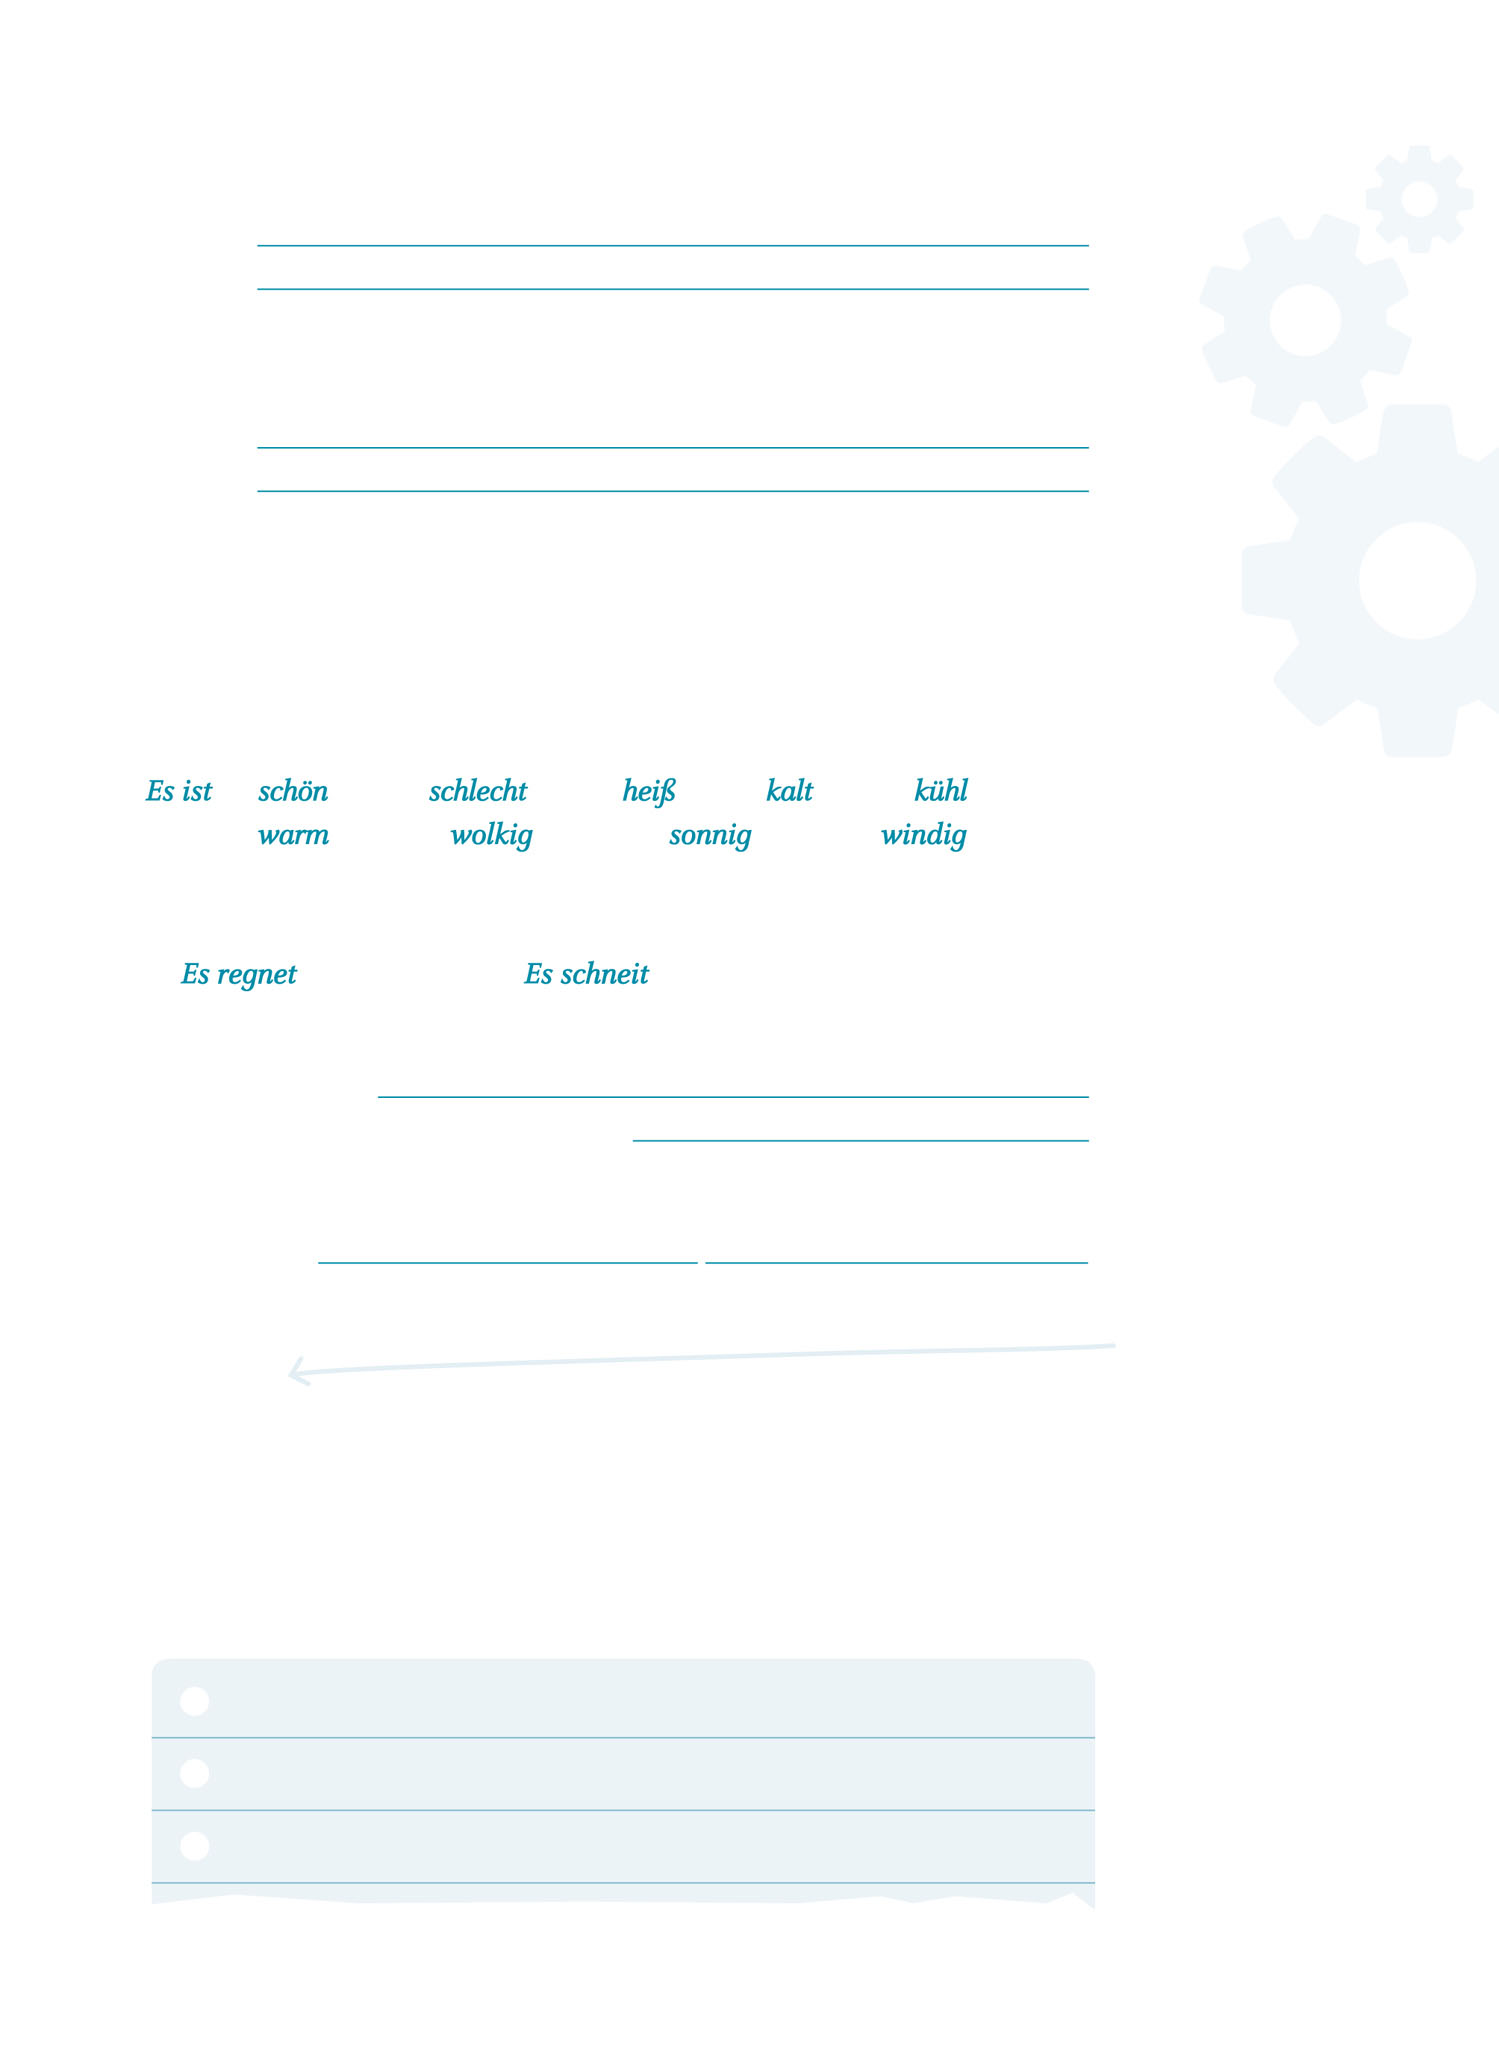 Es ist schön schlecht heiß kalt kühl
warm wolkig sonnig windig
Es regnet Es schneit